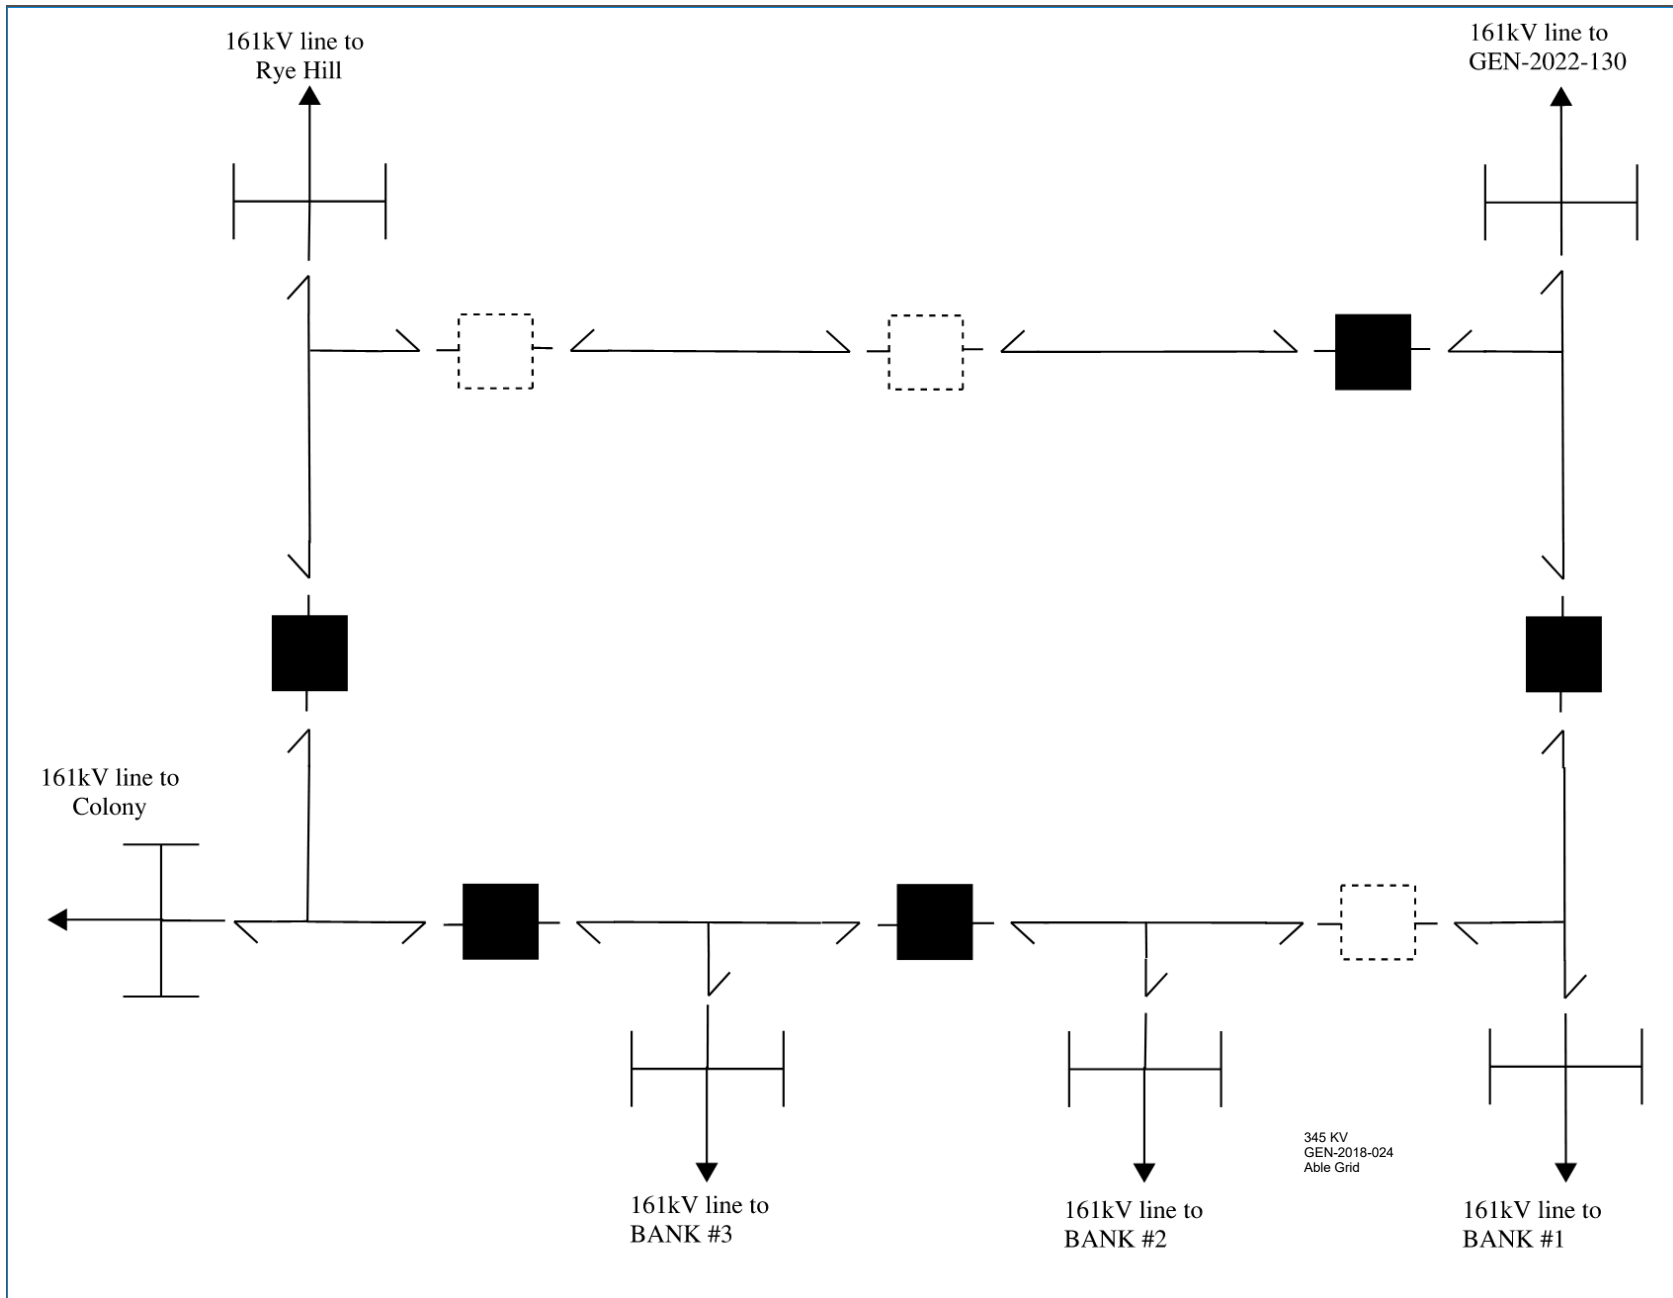 161kV line to
Rye Hill
161kV line to
GEN-2022-130
161kV line to
Colony
345 KV
GEN-2018-024
Able Grid
161kV line to
BANK #3
161kV line to
BANK #2
161kV line to
BANK #1